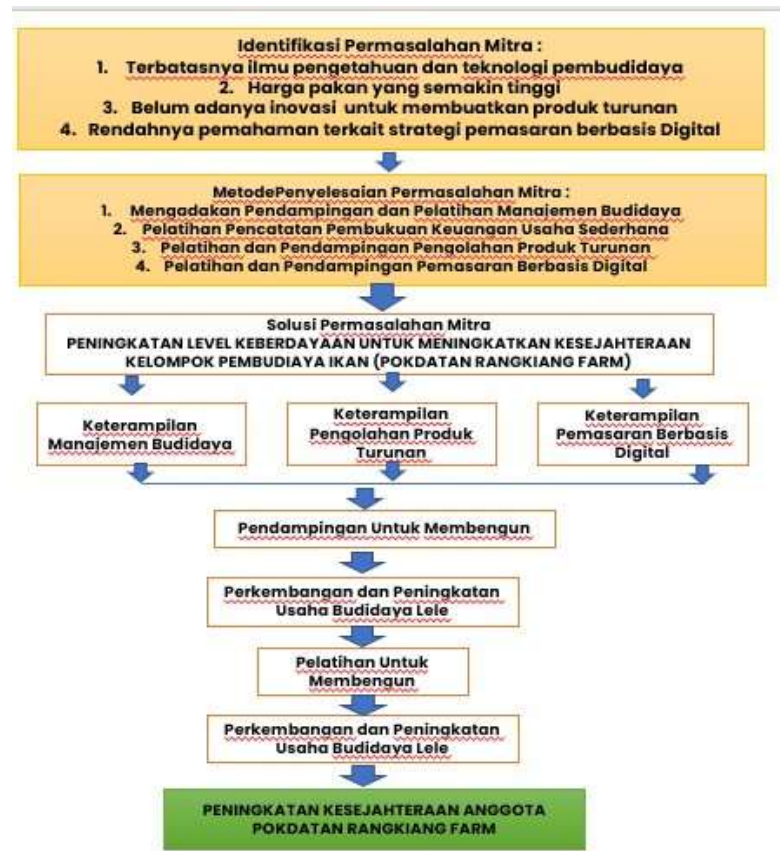 Identifikasi Permasalahan Mitra :
1. Terbatasnya ilmu pengetahuan dan teknologi pembudidaya
2. Harga pakan yang semakin tinggi
3. Belum adanya inovasi untuk membuatkan produk turunan
4. Rendahnya pemahaman terkait strategi pemasaran berbasis Digital
MetodePenyelesaian Permasalahan Mitra :
1. Mengadakan Pendampingan dan Pelatihan Manajemen Budidaya
2. Pelatihan Pencatatan Pembukuan Keuangan Usaha Sederhana
3. Pelatihan dan Pendampingan Pengolahan Produk Turunan
4. Pelatihan dan Pendampingan Pemasaran Berbasis Digital
Solusi Permasalahan Mitra
PENINGKATAN LEVEL KEBERDAYAAN UNTUK MENINGKATKAN KESEJAHTERAAN
KELOMPOK PEMBUDIAYA IKAN (POKDATAN RANGKIANG FARM)
Keterampilan
Manajemen Budidaya
Keterampilan
Pengolahan Produk
Turunan
Keterampilan
Pemasaran Berbasis
Digital
Pendampingan Untuk Membengun
Perkembangan dan Peningkatan
Usaha Budidaya Lele
Pelatihan Untuk
Membengun
Perkembangan dan Peningkatan
Usaha Budidaya Lele
PENINGKATAN KESEJAHTERAAN ANGGOTA
POKDATAN RANGKIANG FARM